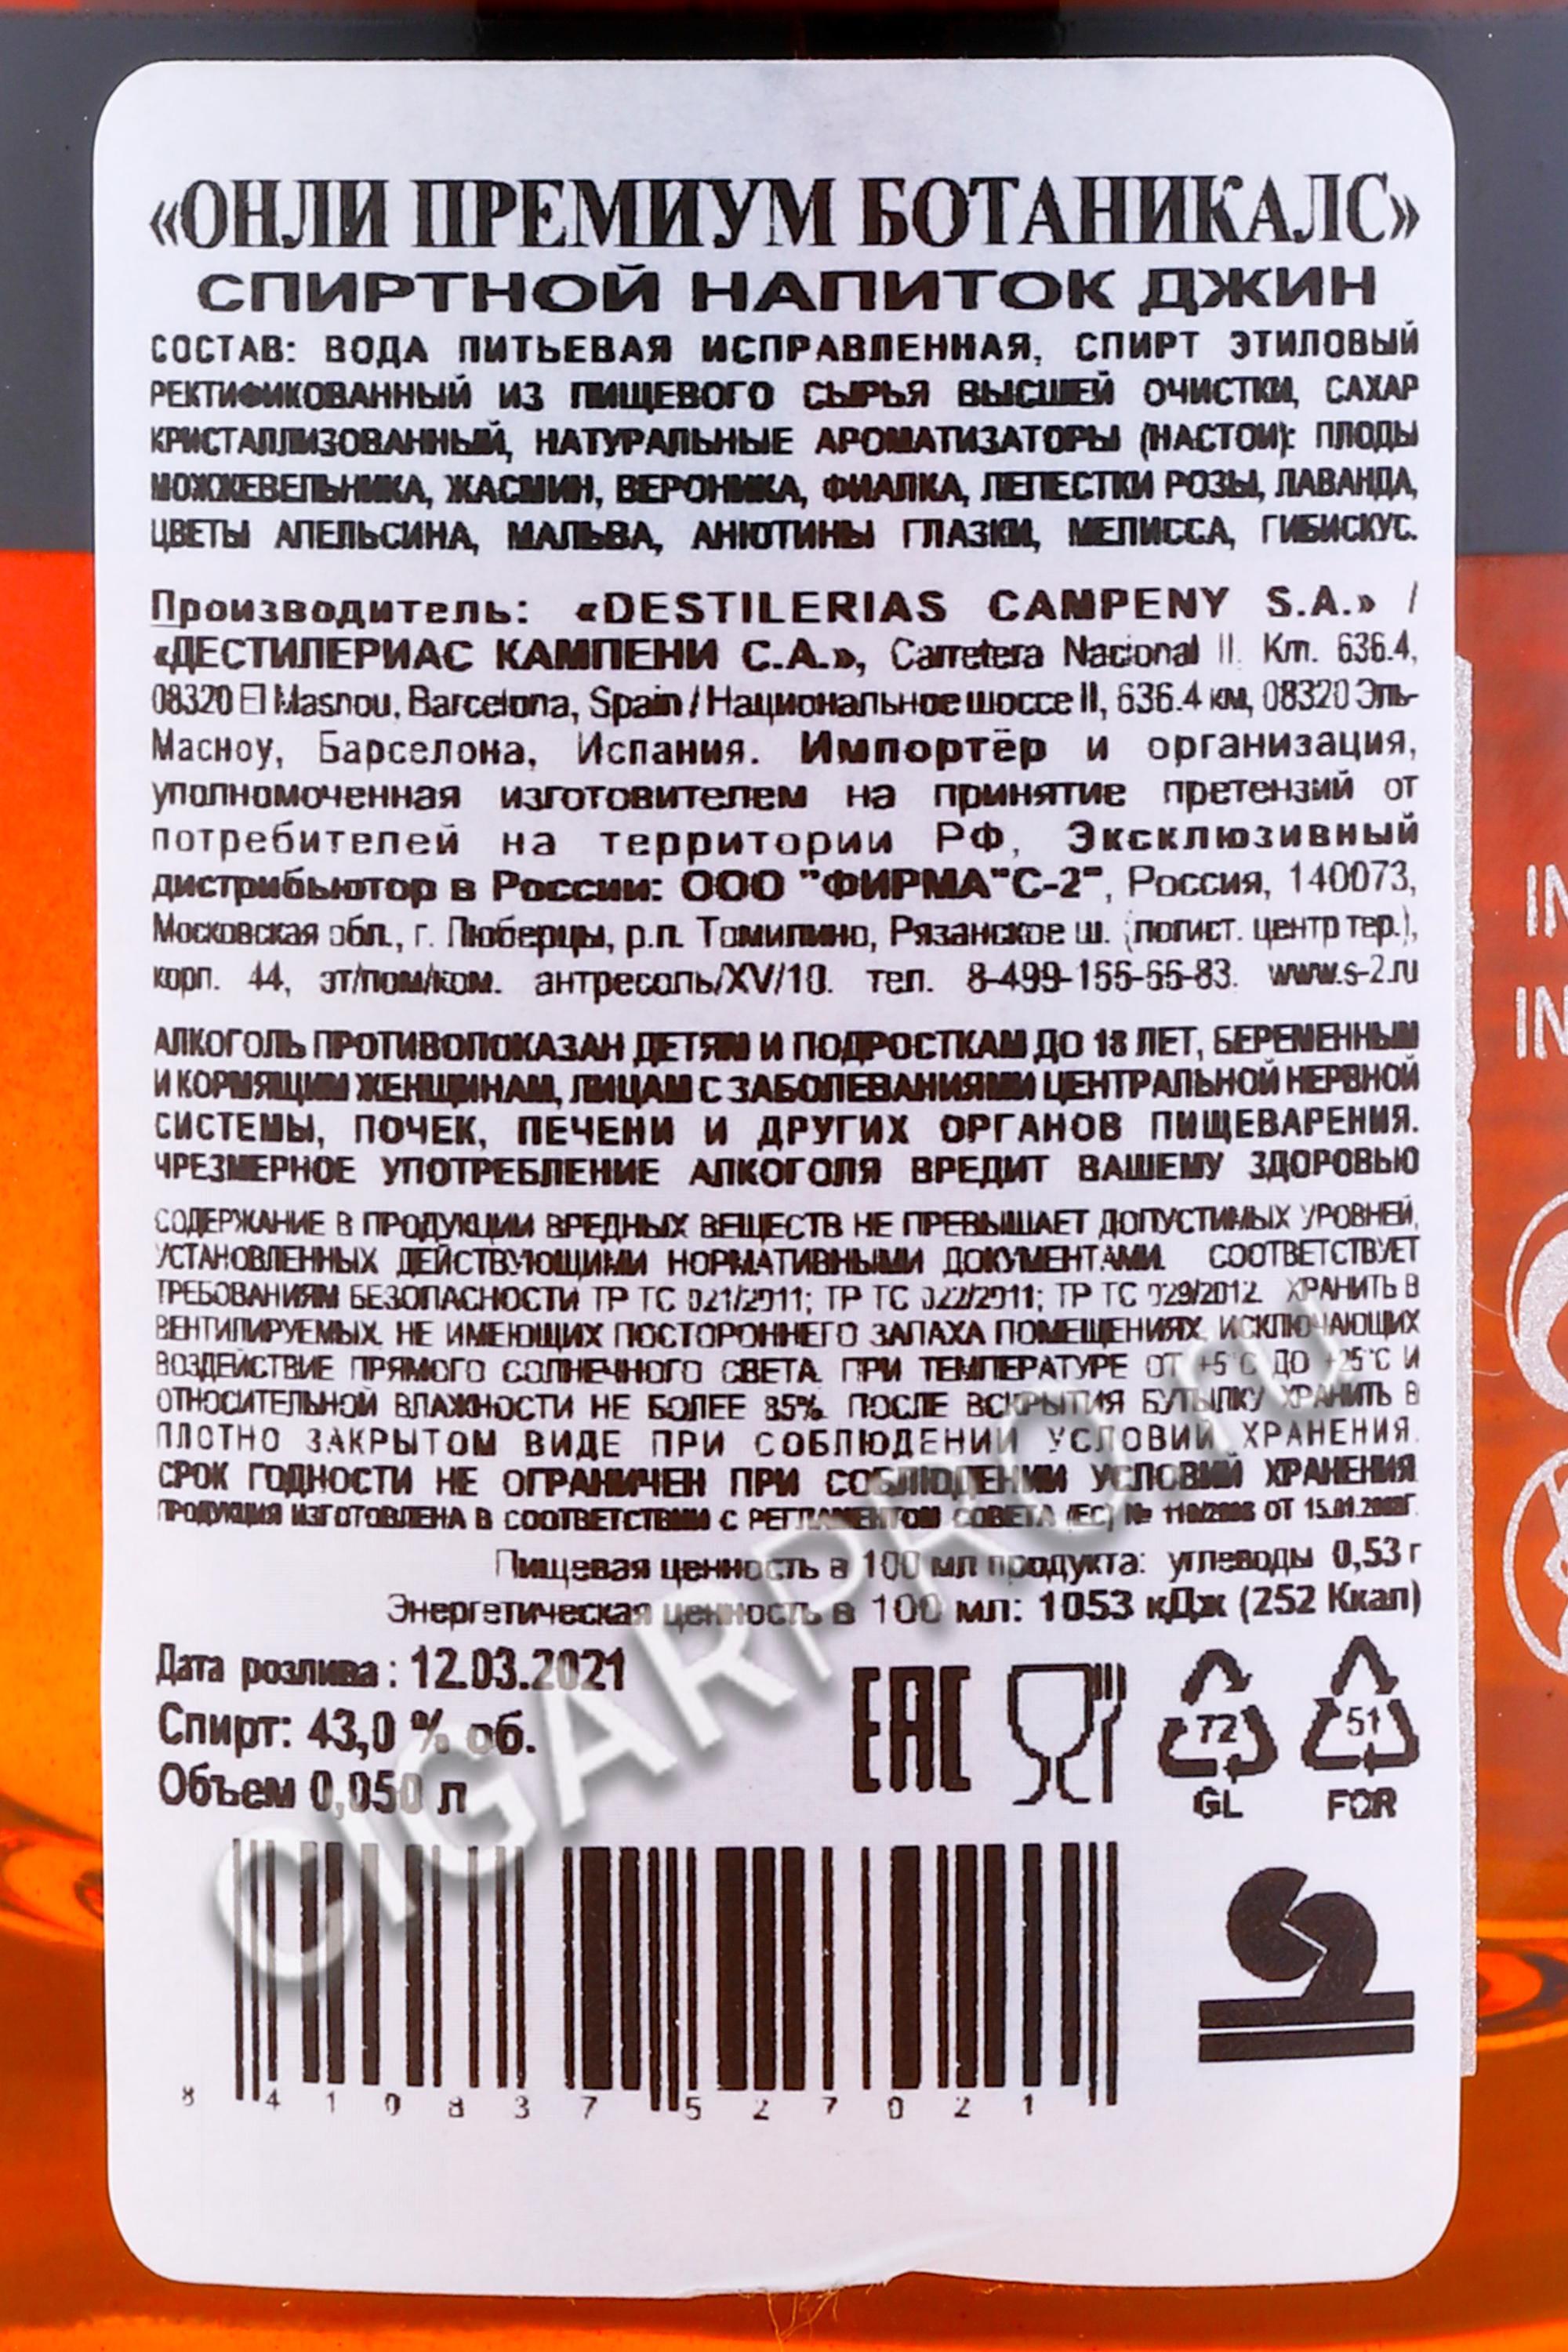 «ОНЛИ ПРЕМИУМ БОТАНИКАЛС»
СПИРТНОЙ НАПИТОК ДЖИН
СОСТАВ: ВОДА ПИТЬЕВАЯ ИСПРАВЛЕННАЯ, СПИРТ ЭТИЛОВЫЙ
РЕКТИФИКОВАННЫЙ ИЗ ПИЩЕВОГО СЫРЬЯ ВЫСШЕЙ ОЧИСТКИ, САХАР
КРИСТАЛЛИЗОВАННЫЙ, НАТУРАЛЬНЫЕ АРОМАТИЗАТОРЫ (НАСТОИ): ПЛОДЫ
МОЖЖЕВЕЛЬНИКА, ЖАСМИН, ВЕРОНИКА, ФИАЛКА, ЛЕПЕСТКИ РОЗЫ, ЛАВАНДА,
ЦВЕТЫ АПЕЛЬСИНА, МАЛЬВА, АНЮТИНЫ ГЛАЗКИ, МЕЛИССА, ГИБИСКУС.
Производитель: «DESTILERIAS CAMPENY S.A.» /
«ДЕСТИЛЕРИАС КАМПЕНИ С.А.», Carretera Nacional II. Km. 636.4,
08320 El Masnou, Barcelona, Spain / Национальное шоссе II, 636.4 км, 08320 Эль-
Масноу, Барселона, Испания. Импортёр и организация,
уполномоченная изготовителем на принятие претензий от
потребителей на территории РФ, Эксклюзивный
дистрибьютор в России: ООО "ФИРМА"С-2", Россия, 140073,
Московская обл., г. Люберцы, р.п. Томилино, Рязанское ш. (логист. центр тер.),
корп. 44, эт/пом/ком. антресоль/XV/10. тел. 8-499-155-55-83. www.s-2.ru
АЛКОГОЛЬ ПРОТИВОПОКАЗАН ДЕТЯМ И ПОДРОСТКАМ ДО 18 ЛЕТ, БЕРЕМЕННЫМ
И КОРМЯЩИМ ЖЕНЩИНАМ, ЛИЦАМ С ЗАБОЛЕВАНИЯМИ ЦЕНТРАЛЬНОЙ НЕРВНОЙ
СИСТЕМЫ, ПОЧЕК, ПЕЧЕНИ И ДРУГИХ ОРГАНОВ ПИЩЕВАРЕНИЯ.
ЧРЕЗМЕРНОЕ УПОТРЕБЛЕНИЕ АЛКОГОЛЯ ВРЕДИТ ВАШЕМУ ЗДОРОВЬЮ
СОДЕРЖАНИЕ В ПРОДУКЦИИ ВРЕДНЫХ ВЕЩЕСТВ НЕ ПРЕВЫШАЕТ ДОПУСТИМЫХ УРОВНЕЙ,
УСТАНОВЛЕННЫХ ДЕЙСТВУЮЩИМИ НОРМАТИВНЫМИ ДОКУМЕНТАМИ. СООТВЕТСТВУЕТ
ТРЕБОВАНИЯМ БЕЗОПАСНОСТИ ТР ТС 021/2011; ТР ТС 022/2011; ТР ТС 029/2012. ХРАНИТЬ В
ВЕНТИЛИРУЕМЫХ, НЕ ИМЕЮЩИХ ПОСТОРОННЕГО ЗАПАХА ПОМЕЩЕНИЯХ, ИСКЛЮЧАЮЩИХ
ВОЗДЕЙСТВИЕ ПРЯМОГО СОЛНЕЧНОГО СВЕТА, ПРИ ТЕМПЕРАТУРЕ ОТ +5°С ДО +25°С И
ОТНОСИТЕЛЬНОЙ ВЛАЖНОСТИ НЕ БОЛЕЕ 85%. ПОСЛЕ ВСКРЫТИЯ БУТЫЛКУ ХРАНИТЬ В
ПЛОТНО ЗАКРЫТОМ ВИДЕ ПРИ СОБЛЮДЕНИИ УСЛОВИЙ ХРАНЕНИЯ.
СРОК ГОДНОСТИ НЕ ОГРАНИЧЕН ПРИ СОБЛЮДЕНИИ УСЛОВИЙ ХРАНЕНИЯ
ПРОДУКЦИЯ ИЗГОТОВЛЕНА В СООТВЕТСТВИИ С РЕГЛАМЕНТОМ СОВЕТА (ЕС) № 110/2008 ОТ 15.01.2008Г.
Пищевая ценность в 100 мл продукта: углеводы 0,53 г
Энергетическая ценность в 100 мл: 1053 кДж (252 Ккал)
Дата розлива : 12.03.2021
Спирт: 43,0 % об.
Объем 0,050 л
EAC
72
GL
51
FOR
8 410837 527021
CIGARPRO.ru
IN
IN